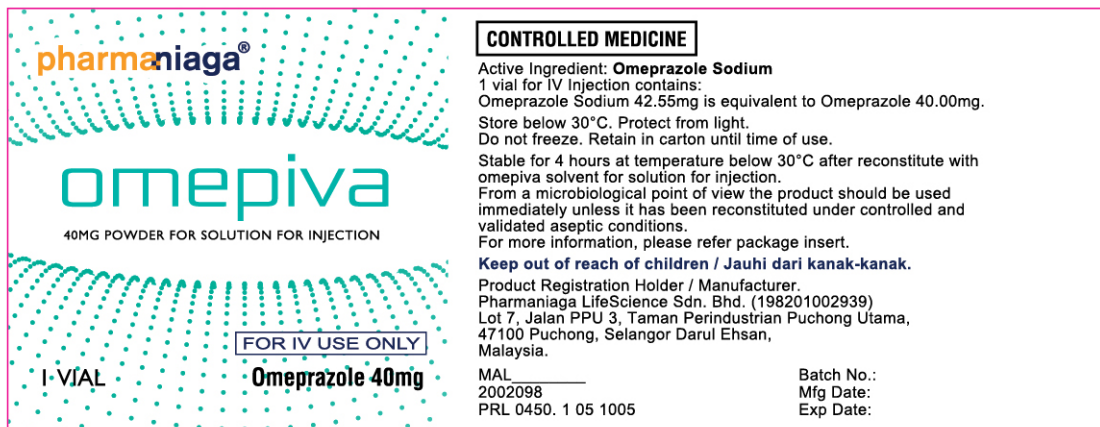 pharmaniaga®
omepiva
40MG POWDER FOR SOLUTION FOR INJECTION
FOR IV USE ONLY
1 VIAL
Omeprazole 40mg
CONTROLLED MEDICINE
Active Ingredient: Omeprazole Sodium
1 vial for IV Injection contains:
Omeprazole Sodium 42.55mg is equivalent to Omeprazole 40.00mg.
Store below 30°C. Protect from light.
Do not freeze. Retain in carton until time of use.
Stable for 4 hours at temperature below 30°C after reconstitute with
omepiva solvent for solution for injection.
From a microbiological point of view the product should be used
immediately unless it has been reconstituted under controlled and
validated aseptic conditions.
For more information, please refer package insert.
Keep out of reach of children / Jauhi dari kanak-kanak.
Product Registration Holder / Manufacturer.
Pharmaniaga LifeScience Sdn. Bhd. (198201002939)
Lot 7, Jalan PPU 3, Taman Perindustrian Puchong Utama,
47100 Puchong, Selangor Darul Ehsan,
Malaysia.
MAL_________
2002098
PRL 0450. 1 05 1005
Batch No.:
Mfg Date:
Exp Date: